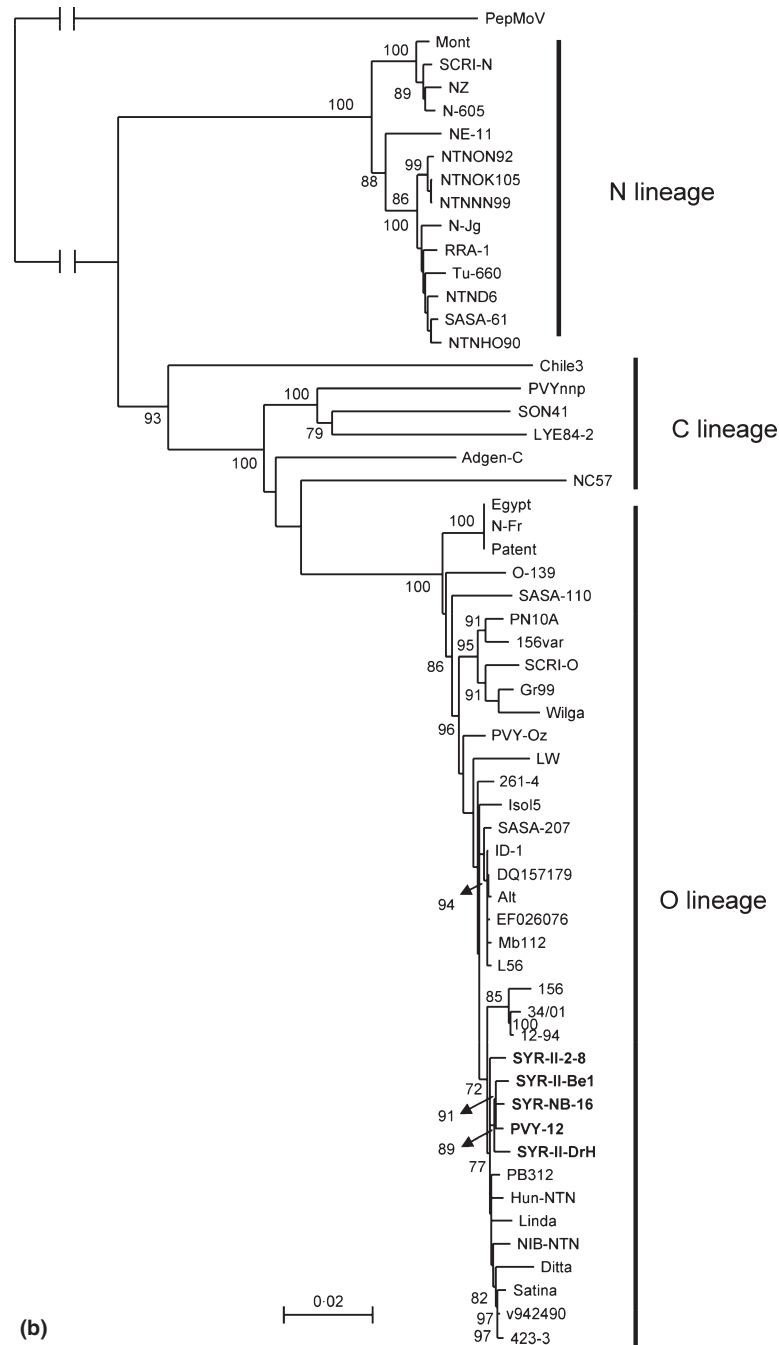 PepMoV
Mont
100
SCRI-N
NZ
89
N-605
100
NE-11
NTNON92
99
NTNOK105
88
86
NTNNN99
N lineage
100
N-Jg
RRA-1
Tu-660
NTND6
SASA-61
NTNHO90
Chile3
PVYnnp
100
SON41
93
79
LYE84-2
C lineage
100
Adgen-C
NC57
Egypt
100
N-Fr
Patent
100
O-139
SASA-110
91
PN10A
95
156var
86
SCRI-O
91
Gr99
Wilga
96
PVY-Oz
LW
261-4
Isol5
SASA-207
ID-1
DQ157179
94
Alt
O lineage
EF026076
Mb112
L56
85
156
34/01
100
12-94
SYR-II-2-8
72
SYR-II-Be1
91
SYR-NB-16
PVY-12
89
SYR-II-DrH
77
PB312
Hun-NTN
Linda
NIB-NTN
Ditta
82
Satina
0·02
97
v942490
(b)
97
423-3